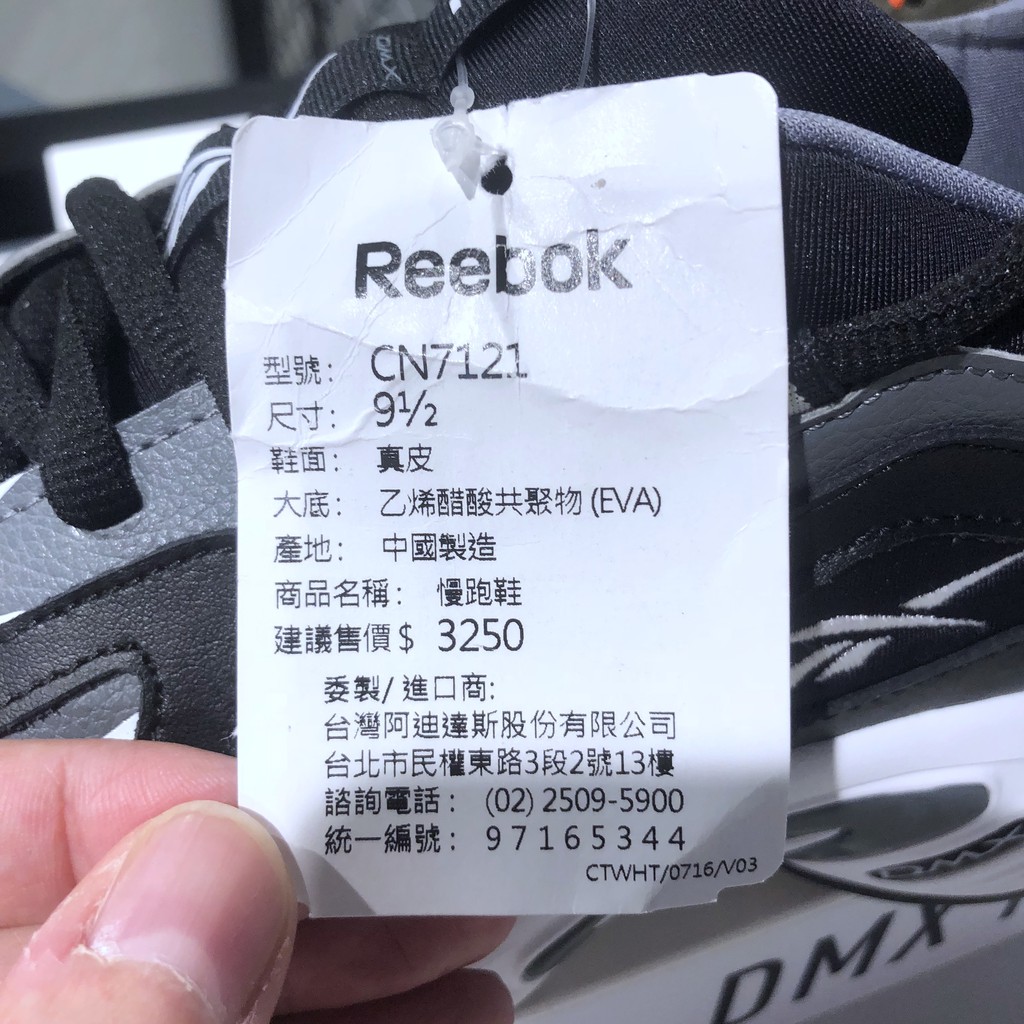 DMX
Reebok
型號: CN7121
尺寸: 9½
鞋面: 真皮
大底: 乙烯醋酸共聚物 (EVA)
產地: 中國製造
商品名稱: 慢跑鞋
建議售價$ 3250
委製/進口商:
台灣阿迪達斯股份有限公司
台北市民權東路3段2號13樓
諮詢電話: (02) 2509-5900
統一編號: 97165344
CTWHT/0716/V03
DMX
DMX